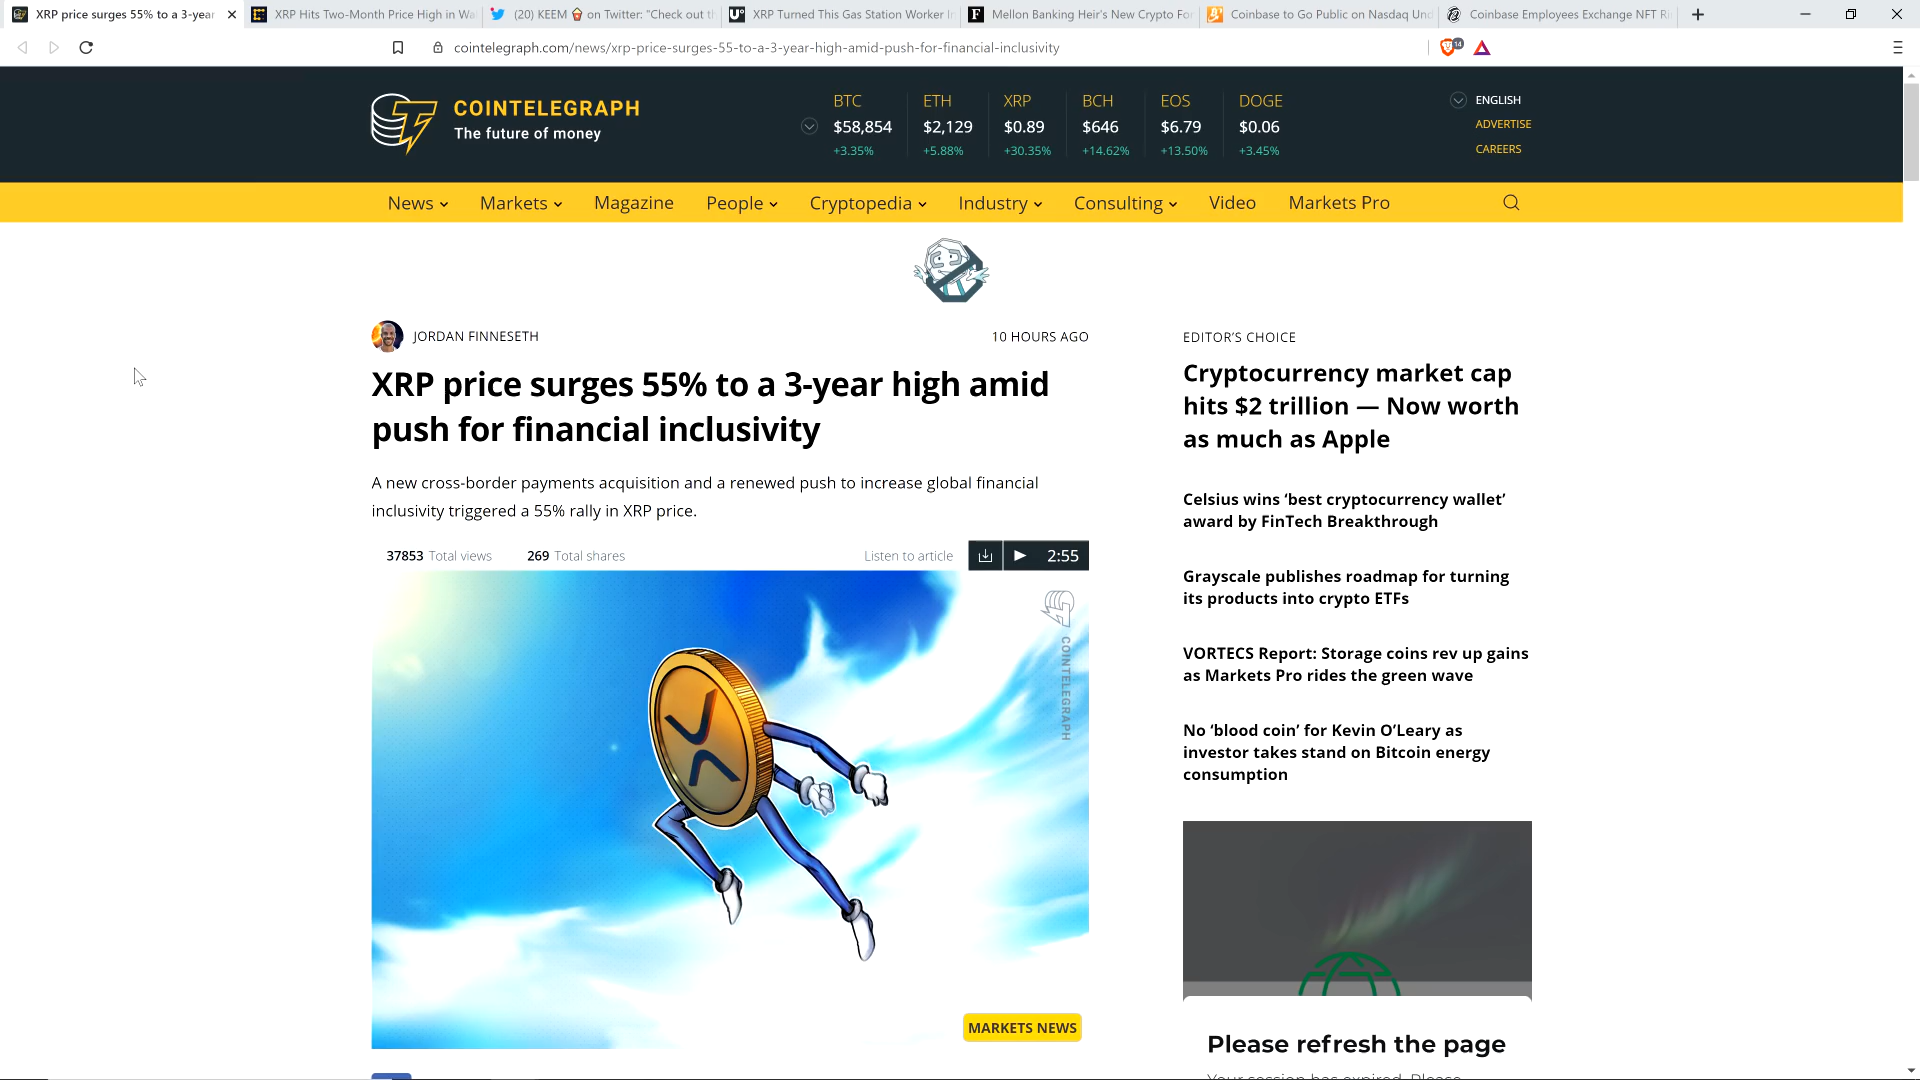 XRP price surges 55% to a 3-year
XRP Hits Two-Month Price High in Wa
(20) KEEM on Twitter: "Check out th
XRP Turned This Gas Station Worker I
Mellon Banking Heir's New Crypto For
Coinbase to Go Public on Nasdaq Und
Coinbase Employees Exchange NFT Ri
cointelegraph.com/news/xrp-price-surges-55-to-a-3-year-high-amid-push-for-financial-inclusivity
14
COINTELEGRAPH
The future of money
BTC ETH XRP BCH EOS DOGE
$58,854 $2,129 $0.89 $646 $6.79 $0.06
+3.35% +5.88% +30.35% +14.62% +13.50% +3.45%
ENGLISH
ADVERTISE
CAREERS
News Markets Magazine People Cryptopedia Industry Consulting Video Markets Pro
JORDAN FINNESETH
10 HOURS AGO
XRP price surges 55% to a 3-year high amid
push for financial inclusivity
A new cross-border payments acquisition and a renewed push to increase global financial
inclusivity triggered a 55% rally in XRP price.
37853 Total views 269 Total shares
Listen to article
2:55
COINTELEGRAPH
MARKETS NEWS
EDITOR'S CHOICE
Cryptocurrency market cap
hits $2 trillion — Now worth
as much as Apple
Celsius wins ‘best cryptocurrency wallet’
award by FinTech Breakthrough
Grayscale publishes roadmap for turning
its products into crypto ETFs
VORTECS Report: Storage coins rev up gains
as Markets Pro rides the green wave
No ‘blood coin’ for Kevin O’Leary as
investor takes stand on Bitcoin energy
consumption
Please refresh the page
Your session has expired. Please